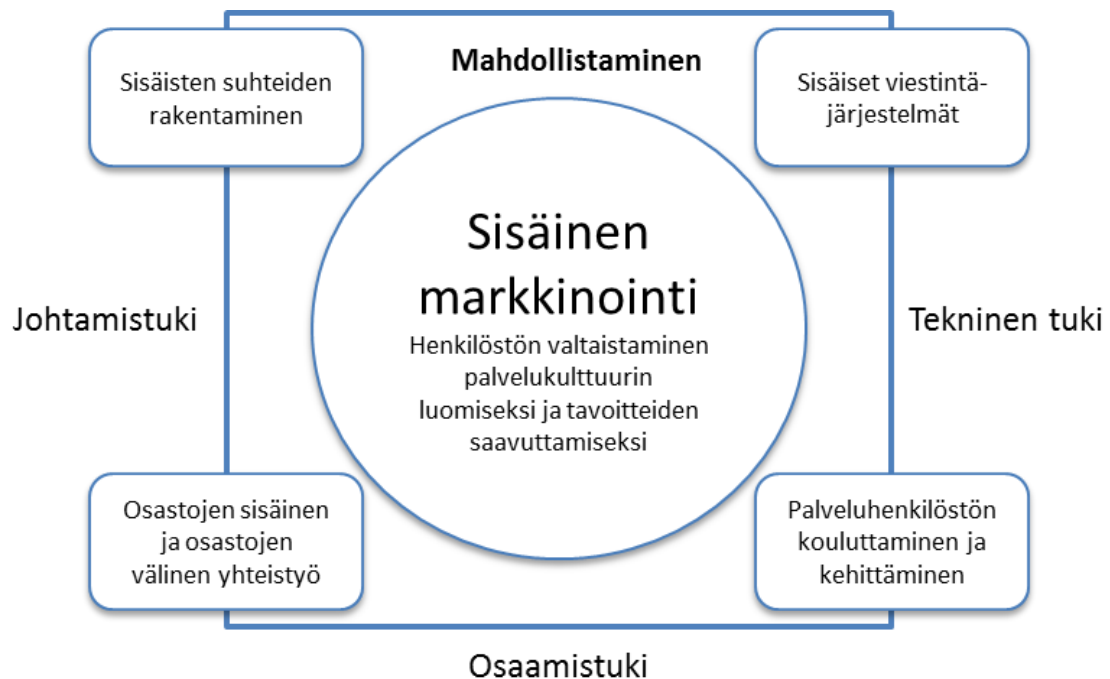 Mahdollistaminen
Sisäisten suhteiden
rakentaminen
Sisäiset viestintä-
järjestelmät
Sisäinen
markkinointi
Henkilöstön valtaistaminen
palvelukulttuurin
luomiseksi ja tavoitteiden
saavuttamiseksi
Johtamistuki
Tekninen tuki
Osastojen sisäinen
ja osastojen
välinen yhteistyö
Palveluhenkilöstön
kouluttaminen ja
kehittäminen
Osaamistuki